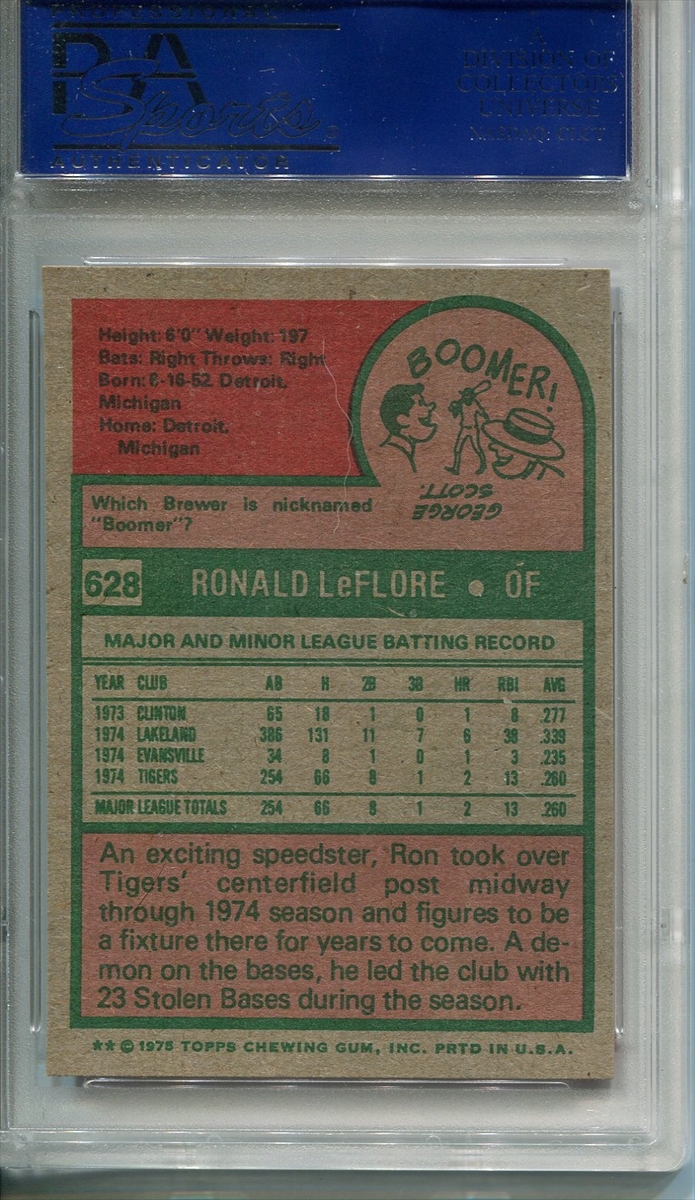 PROFESSIONAL
PSA
Sports
AUTHENTICATOR
A
DIVISION OF
COLLECTORS
UNIVERSE
NASDAQ: CLCT
Height: 6'0" Weight: 197
Bats: Right Throws: Right
Born: 6-16-52, Detroit,
Michigan
Home: Detroit,
Michigan
BOOMER!
GEORGE
SCOTT.
Which Brewer is nicknamed
"Boomer"?
628 RONALD LeFLORE • OF
MAJOR AND MINOR LEAGUE BATTING RECORD
YEAR CLUB AB H 2B 3B HR RBI AVG
1973 CLINTON 65 18 1 0 1 8 .277
1974 LAKELAND 386 131 11 7 6 38 .339
1974 EVANSVILLE 34 8 1 0 1 3 .235
1974 TIGERS 254 66 8 1 2 13 .260
MAJOR LEAGUE TOTALS 254 66 8 1 2 13 .260
An exciting speedster, Ron took over
Tigers' centerfield post midway
through 1974 season and figures to be
a fixture there for years to come. A de-
mon on the bases, he led the club with
23 Stolen Bases during the season.
** © 1975 TOPPS CHEWING GUM, INC. PRTD IN U.S.A.